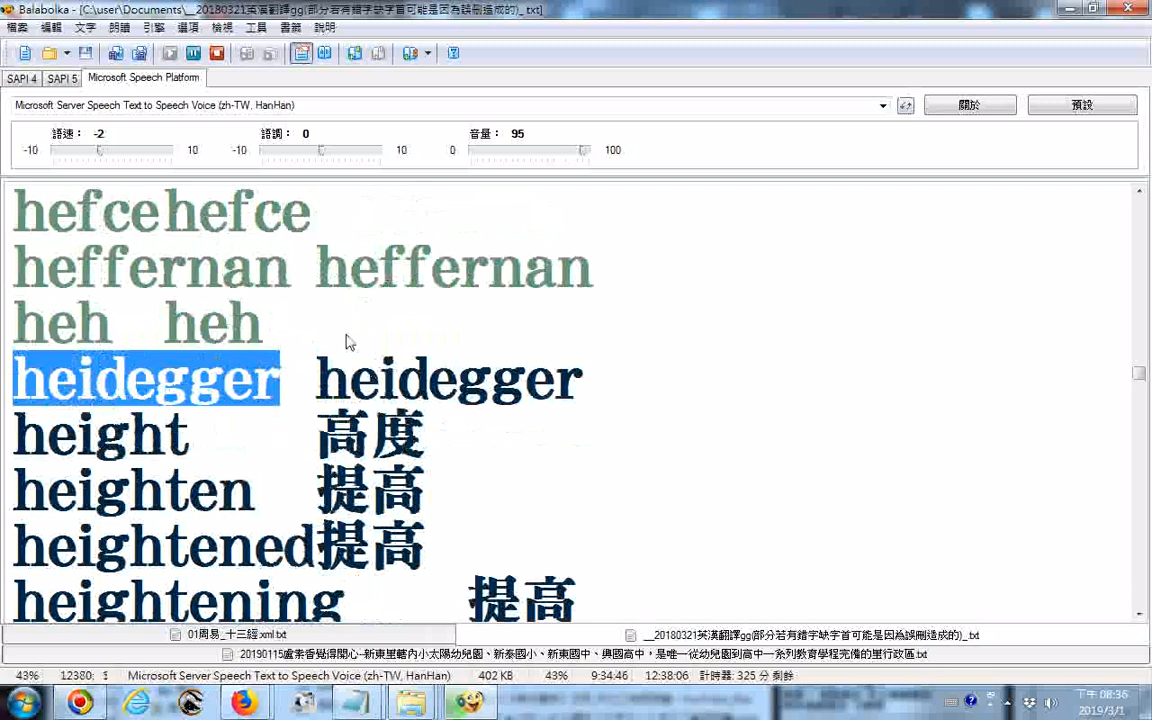 Balabolka - [C:\user\Documents\__20180321英漢翻譯gg(部分若有錯字缺字首可能是因為誤刪造成的)_.txt]
檔案 編輯 文字 朗讀 引擎 選項 檢視 工具 書籤 說明
SAPI 4 SAPI 5 Microsoft Speech Platform
Microsoft Server Speech Text to Speech Voice (zh-TW, HanHan) 關於 預設
語速： -2 語調： 0 音量： 95
-10 10 -10 10 0 100
hefce hefce
heffernan heffernan
heh heh
heidegger heidegger
height 高度
heighten 提高
heightened 提高
heightening 提高
01周易_十三經.xml.txt __20180321英漢翻譯gg(部分若有錯字缺字首可能是因為誤刪造成的)_.txt
20190115盧素香覺得開心-新東里轄內小太陽幼兒園、新泰國小、新東國中、興國高中，是唯一從幼兒園到高中一系列教育學程完備的里行政區.txt
43% 12380: Microsoft Server Speech Text to Speech Voice (zh-TW, HanHan) 402 KB 43% 9:34:46 12:38:06 計時器: 325 分 剩餘
下午 08:36
2019/3/1